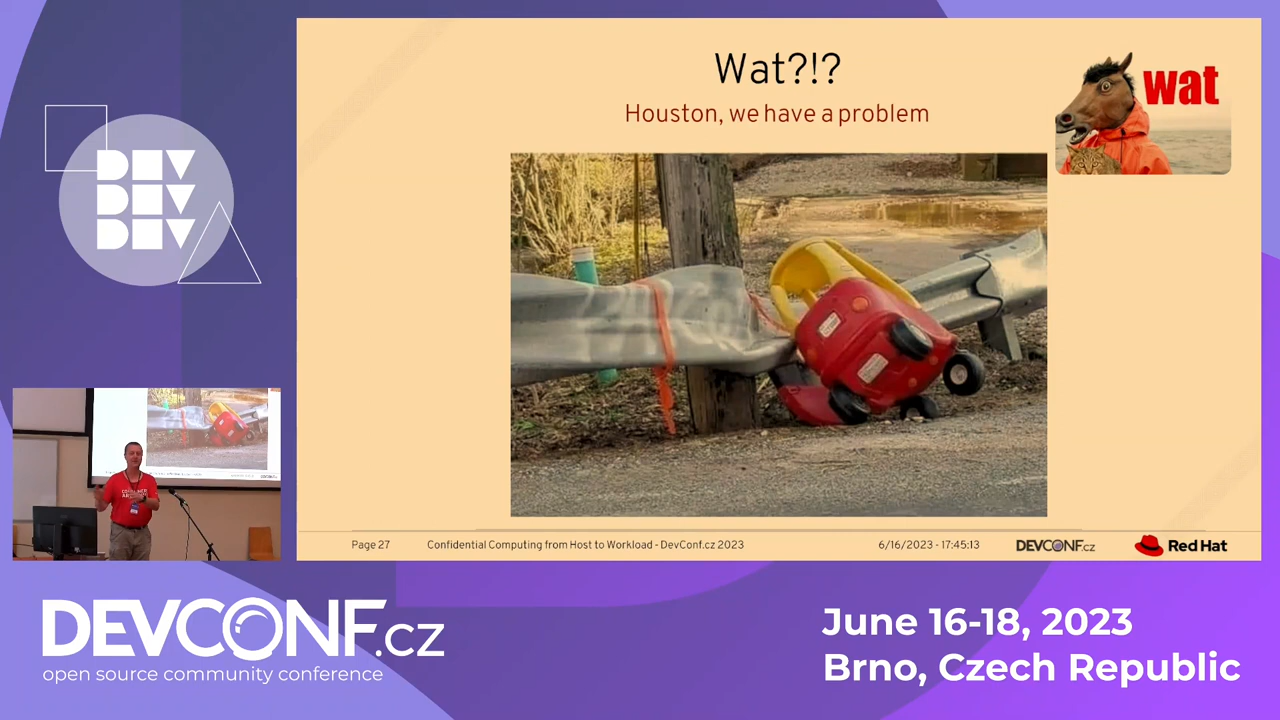 DEV
DEV
DEV
Wat?!?
Houston, we have a problem
wat
Page 27
Confidential Computing from Host to Workload - DevConf.cz 2023
6/16/2023 - 17:45:13
DEVCONF.cz
Red Hat
DEVCONF.cz
open source community conference
June 16-18, 2023
Brno, Czech Republic